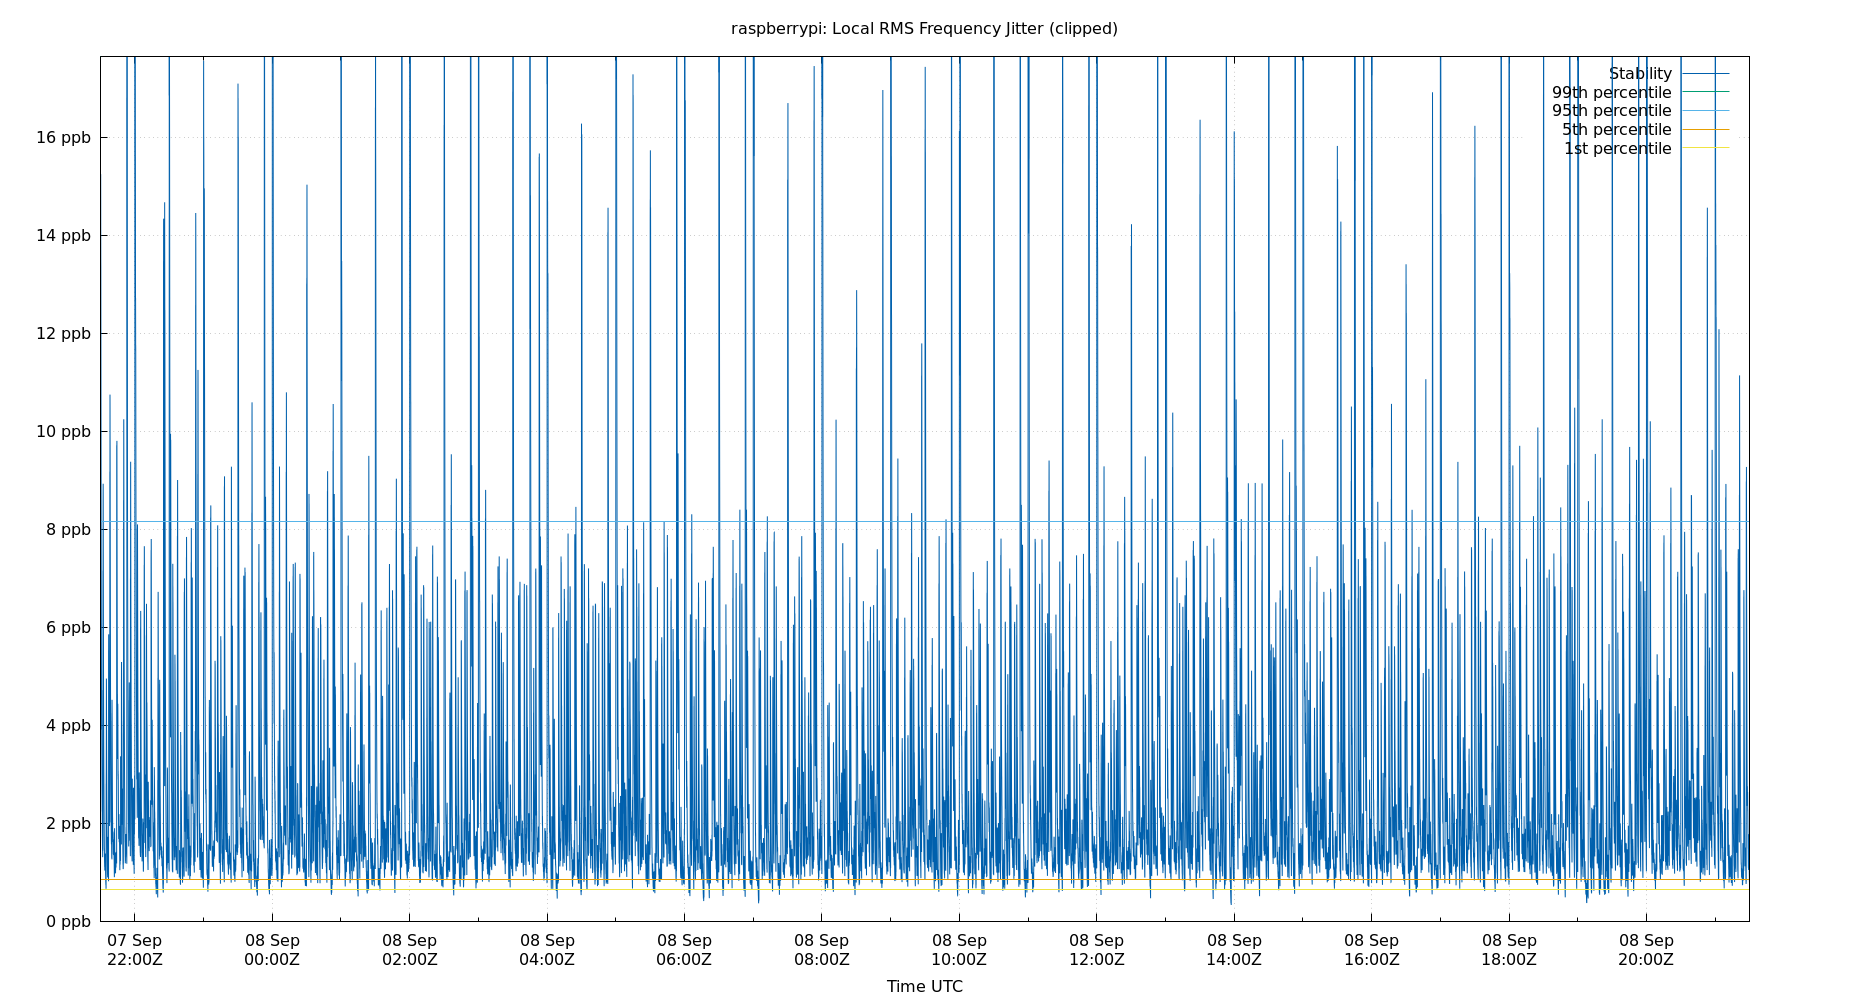 raspberrypi: Local RMS Frequency Jitter (clipped)
Stability
99th percentile
95th percentile
5th percentile
1st percentile
16 ppb
14 ppb
12 ppb
10 ppb
8 ppb
6 ppb
4 ppb
2 ppb
0 ppb
07 Sep 08 Sep 08 Sep 08 Sep 08 Sep 08 Sep 08 Sep 08 Sep 08 Sep 08 Sep 08 Sep 08 Sep
22:00Z 00:00Z 02:00Z 04:00Z 06:00Z 08:00Z 10:00Z 12:00Z 14:00Z 16:00Z 18:00Z 20:00Z
Time UTC